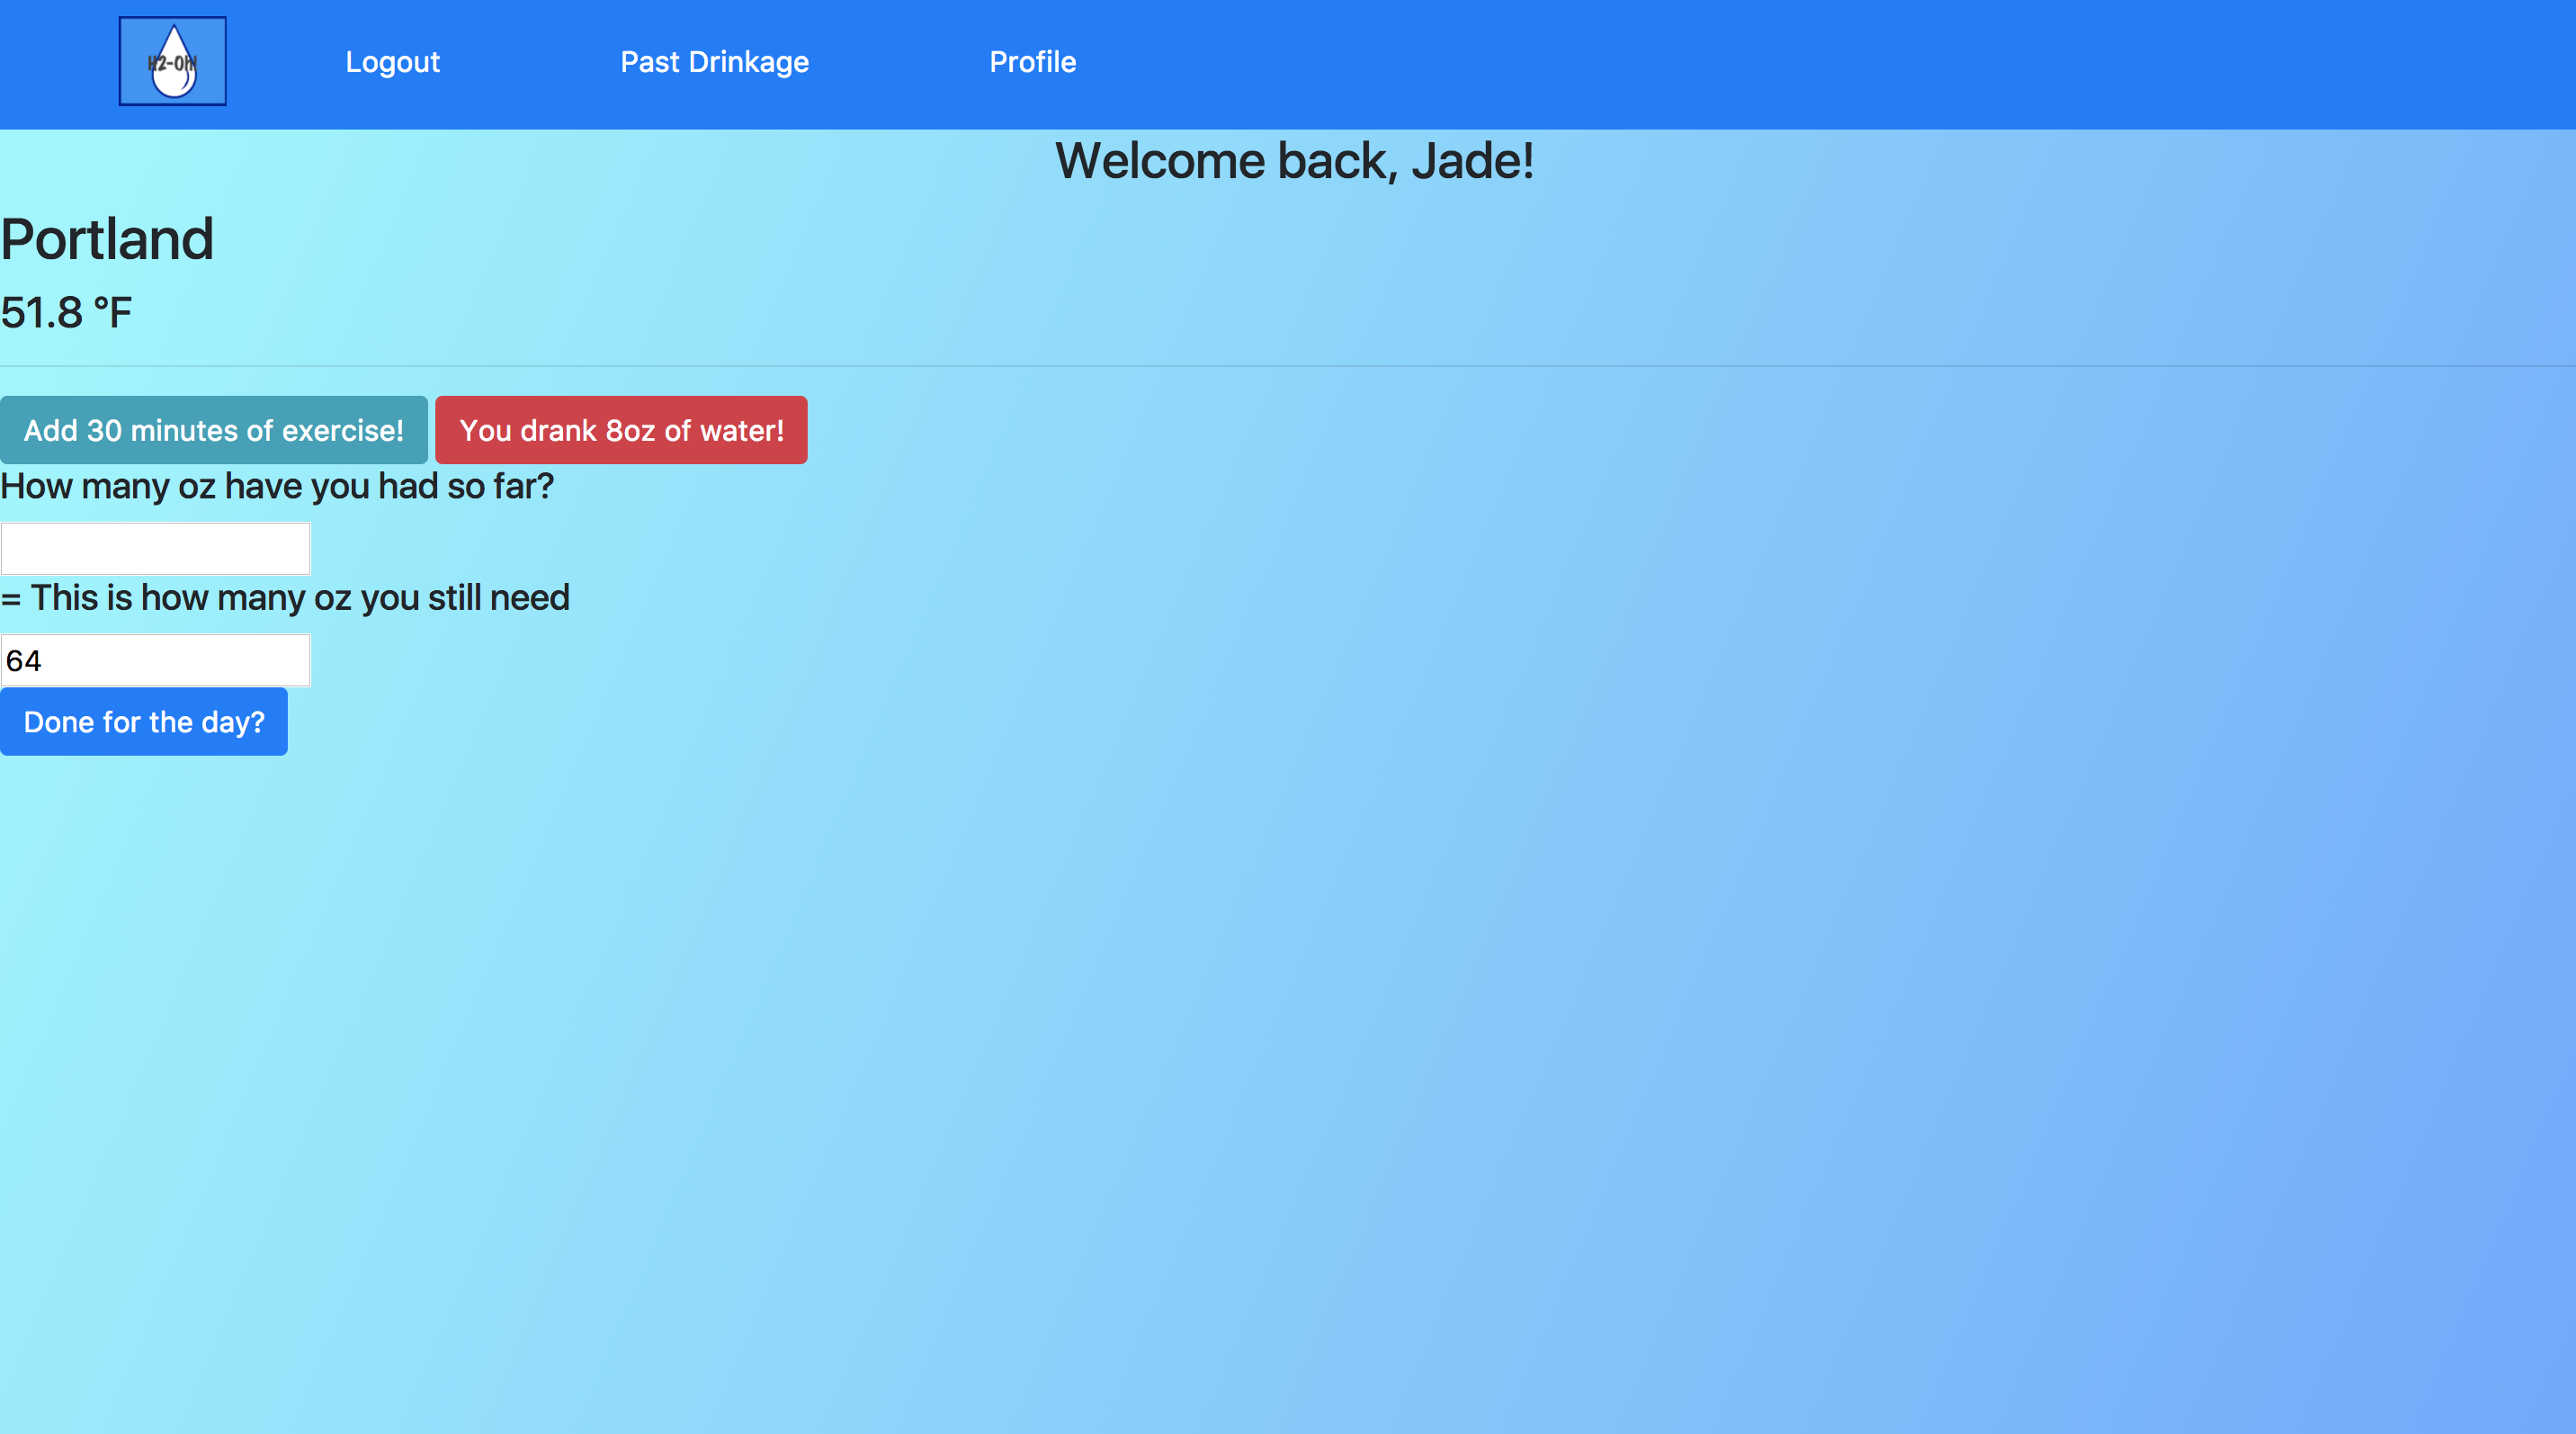 H2-Oh!
Logout Past Drinkage Profile
Welcome back, Jade!
Portland
51.8 °F
Add 30 minutes of exercise! You drank 8oz of water!
How many oz have you had so far?
= This is how many oz you still need
64
Done for the day?